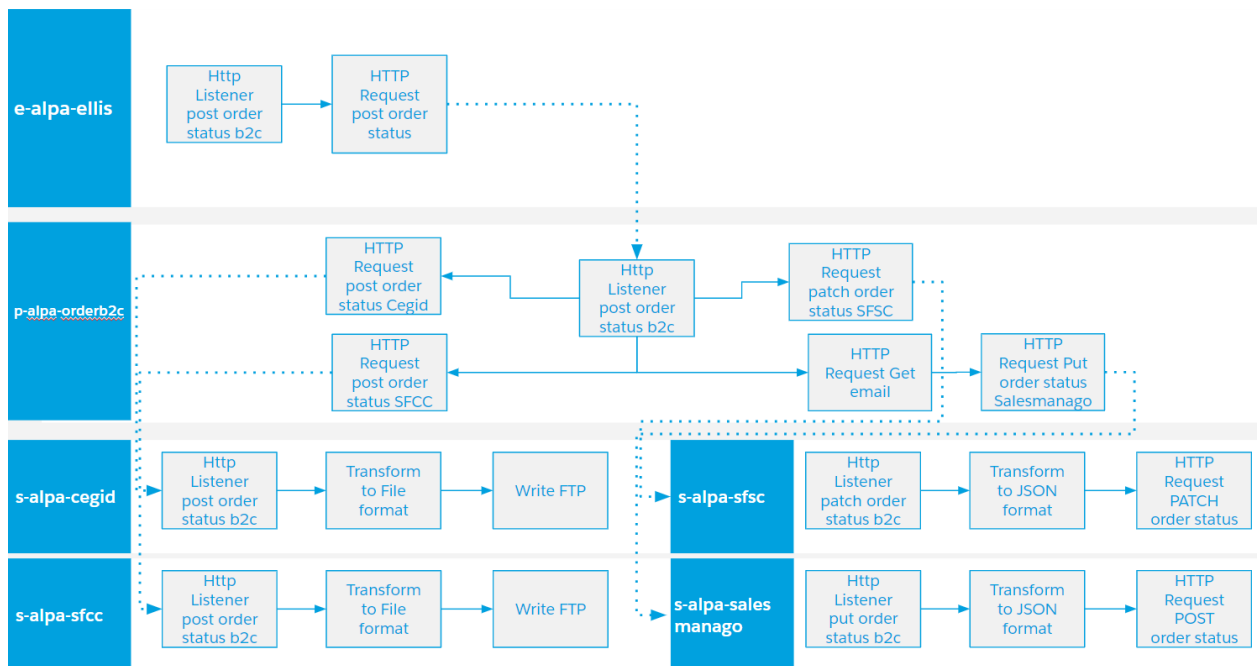 e-alpa-ellis
Http
Listener
post order
status b2c
HTTP
Request
post order
status
p-alpa-orderb2c
HTTP
Request
post order
status Cegid
Http
Listener
post order
status b2c
HTTP
Request
patch order
status SFSC
HTTP
Request
post order
status SFCC
HTTP
Request Get
email
HTTP
Request Put
order status
Salesmanago
s-alpa-cegid
Http
Listener
post order
status b2c
Transform
to File
format
Write FTP
s-alpa-sfsc
Http
Listener
patch order
status b2c
Transform
to JSON
format
HTTP
Request
PATCH
order status
s-alpa-sfcc
Http
Listener
post order
status b2c
Transform
to File
format
Write FTP
s-alpa-sales
manago
Http
Listener
put order
status b2c
Transform
to JSON
format
HTTP
Request
POST
order status